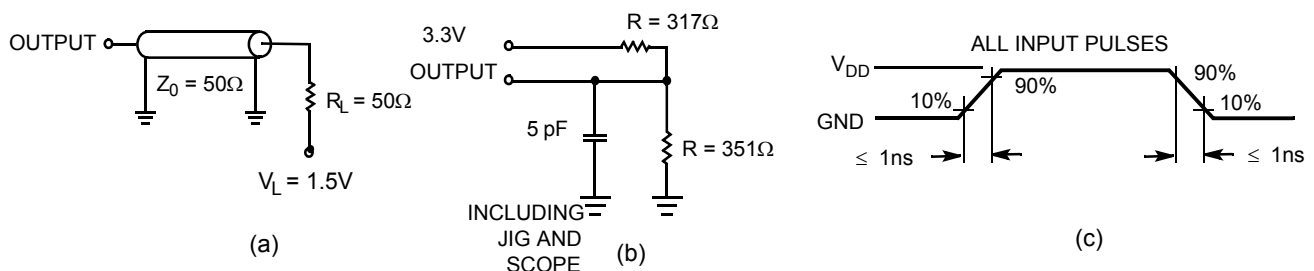 OUTPUT
Z0 = 50Ω
RL = 50Ω
VL = 1.5V
(a)
R = 317Ω
3.3V
OUTPUT
5 pF
R = 351Ω
INCLUDING
JIG AND
SCOPE
(b)
ALL INPUT PULSES
VDD
90%
90%
10%
10%
GND
≤ 1ns
≤ 1ns
(c)